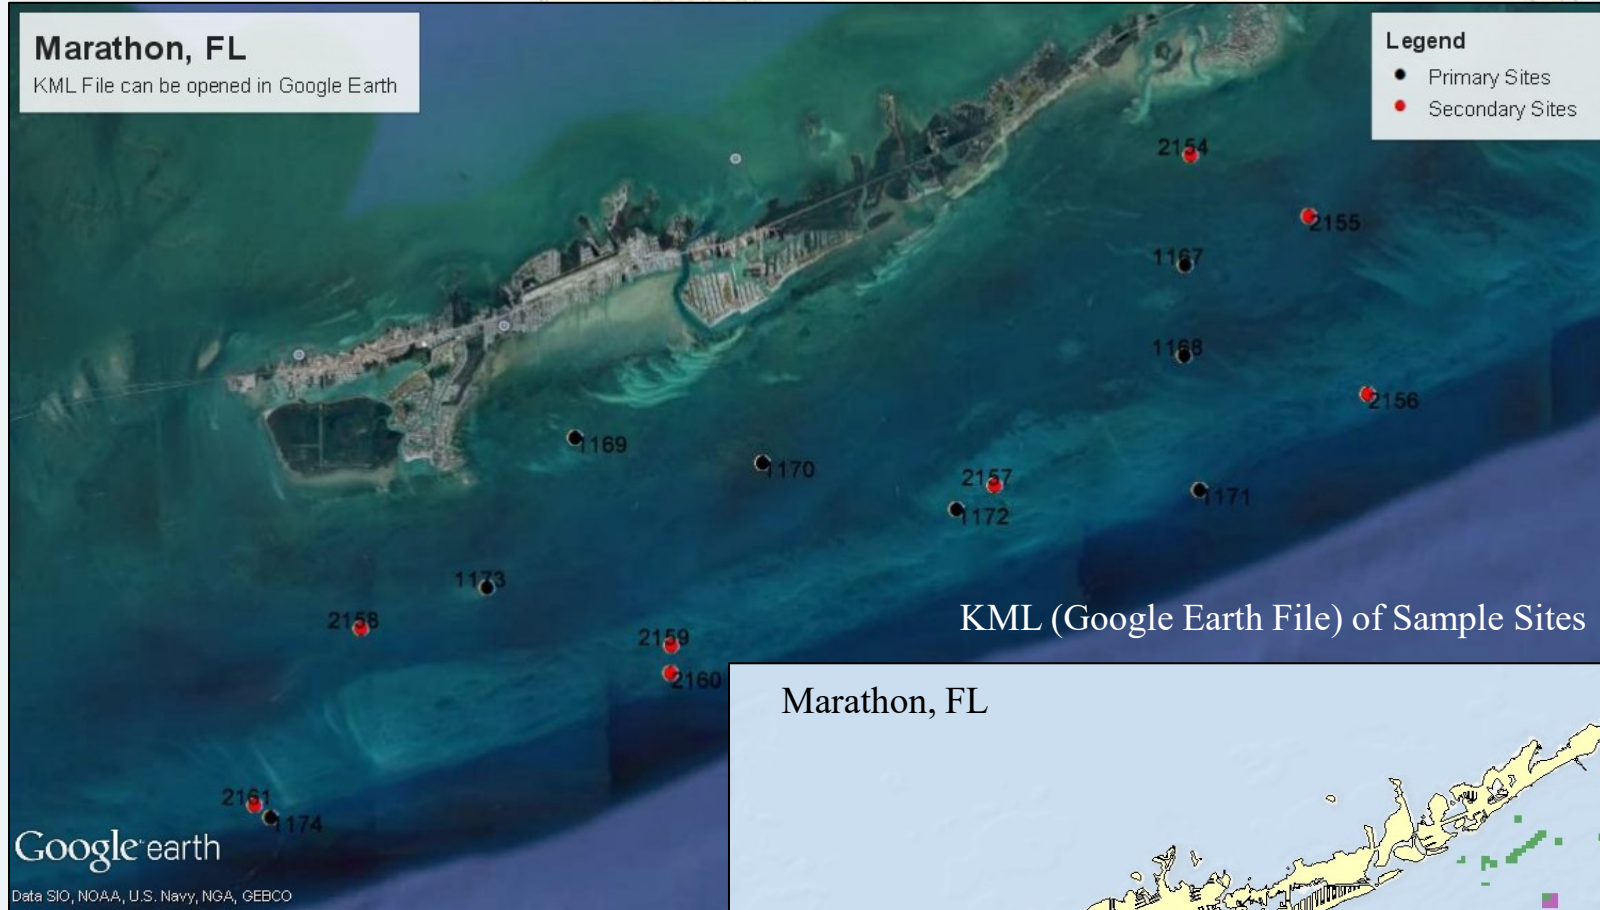 Marathon, FL
KML File can be opened in Google Earth
Legend
Primary Sites
Secondary Sites
2154
2155
1167
1168
2156
1169
1170
2157
1171
1172
1173
2158
KML (Google Earth File) of Sample Sites
2159
2160
Marathon, FL
2161
1174
Google earth
Data SIO, NOAA, U.S. Navy, NGA, GEBCO